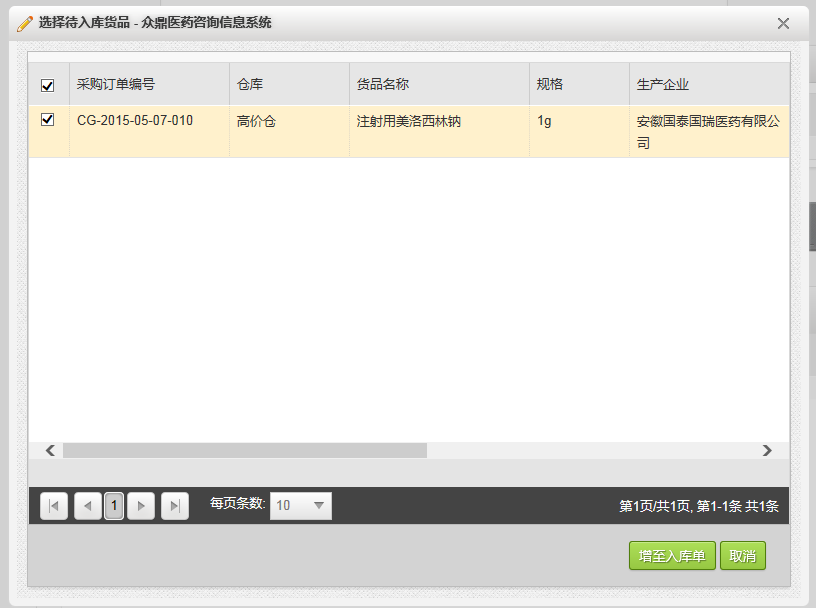 选择待入库货品 - 众鼎医药咨询信息系统
采购订单编号 仓库 货品名称 规格 生产企业
CG-2015-05-07-010 高价仓 注射用美洛西林钠 1g 安徽国泰国瑞医药有限公
司
1 每页条数: 10 第1页/共1页, 第1-1条 共1条
增至入库单 取消